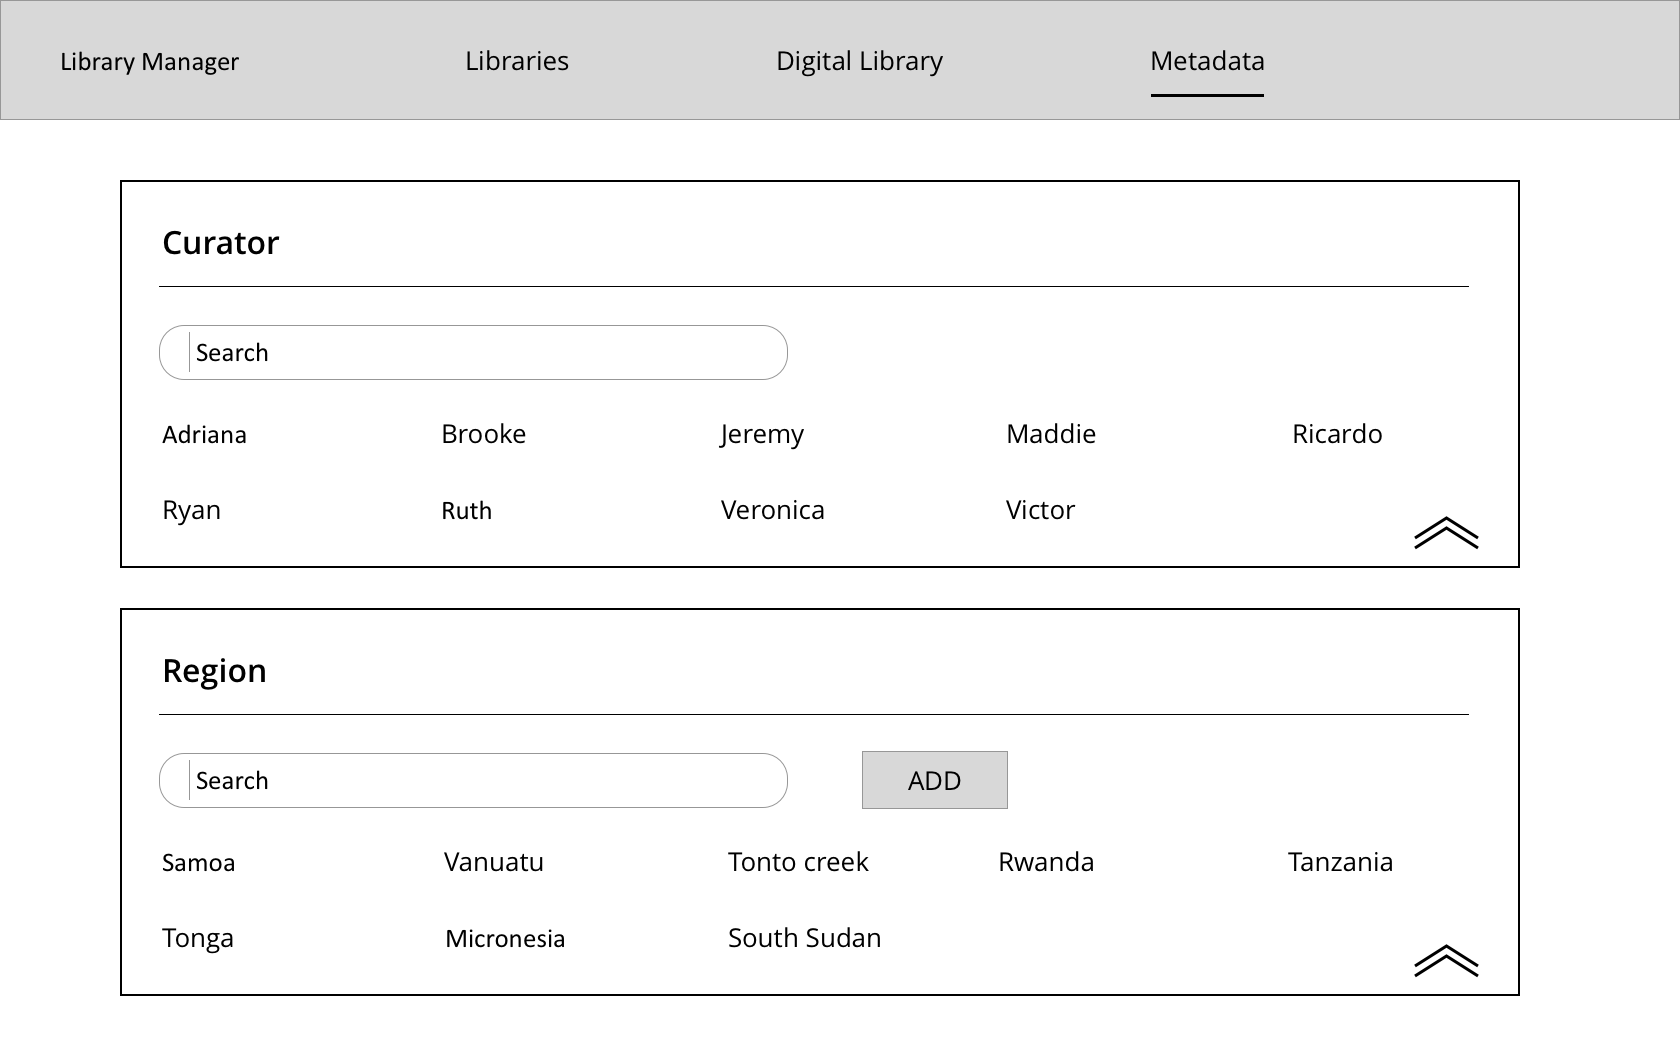 Library Manager Libraries Digital Library Metadata
Curator
Search
Adriana Brooke Jeremy Maddie Ricardo
Ryan Ruth Veronica Victor
Region
Search ADD
Samoa Vanuatu Tonto creek Rwanda Tanzania
Tonga Micronesia South Sudan